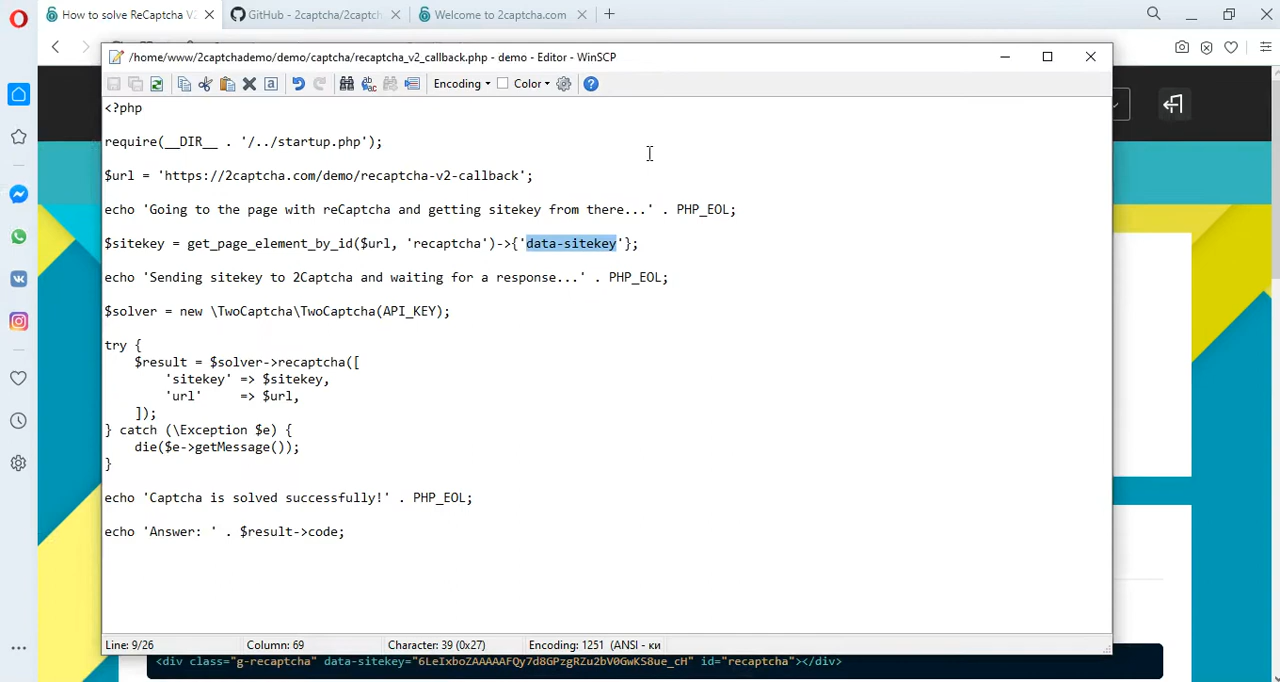 How to solve ReCaptcha V2
GitHub - 2captcha/2captch
Welcome to 2captcha.com
/home/www/2captchademo/demo/captcha/recaptcha_v2_callback.php - demo - Editor - WinSCP
Encoding
Color
<?php
require(__DIR__ . '/../startup.php');
$url = 'https://2captcha.com/demo/recaptcha-v2-callback';
echo 'Going to the page with reCaptcha and getting sitekey from there...' . PHP_EOL;
$sitekey = get_page_element_by_id($url, 'recaptcha')->{'data-sitekey'};
echo 'Sending sitekey to 2Captcha and waiting for a response...' . PHP_EOL;
$solver = new \TwoCaptcha\TwoCaptcha(API_KEY);
try {
    $result = $solver->recaptcha([
        'sitekey' => $sitekey,
        'url'     => $url,
    ]);
} catch (\Exception $e) {
    die($e->getMessage());
}
echo 'Captcha is solved successfully!' . PHP_EOL;
echo 'Answer: ' . $result->code;
Line: 9/26
Column: 69
Character: 39 (0x27)
Encoding: 1251  (ANSI - ки
<div class="g-recaptcha" data-sitekey="6LeIxboZAAAAAFQy7d8GPzgRZu2bV0GwKS8ue_cH" id="recaptcha"></div>